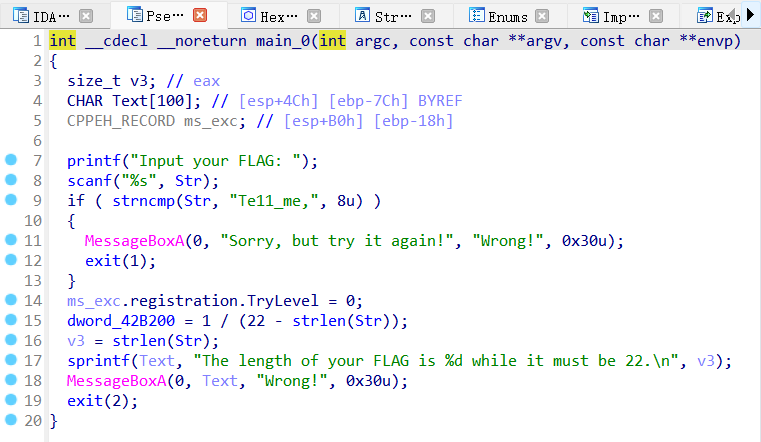 IDA··· Pse··· Hex··· Str··· Enums Imp··· Exp
1 int __cdecl __noreturn main_0(int argc, const char **argv, const char **envp)
2 {
3 size_t v3; // eax
4 CHAR Text[100]; // [esp+4Ch] [ebp-7Ch] BYREF
5 CPPEH_RECORD ms_exc; // [esp+B0h] [ebp-18h]
6
7 printf("Input your FLAG: ");
8 scanf("%s", Str);
9 if ( strncmp(Str, "Te11_me,", 8u) )
10 {
11 MessageBoxA(0, "Sorry, but try it again!", "Wrong!", 0x30u);
12 exit(1);
13 }
14 ms_exc.registration.TryLevel = 0;
15 dword_42B200 = 1 / (22 - strlen(Str));
16 v3 = strlen(Str);
17 sprintf(Text, "The length of your FLAG is %d while it must be 22.\n", v3);
18 MessageBoxA(0, Text, "Wrong!", 0x30u);
19 exit(2);
20 }